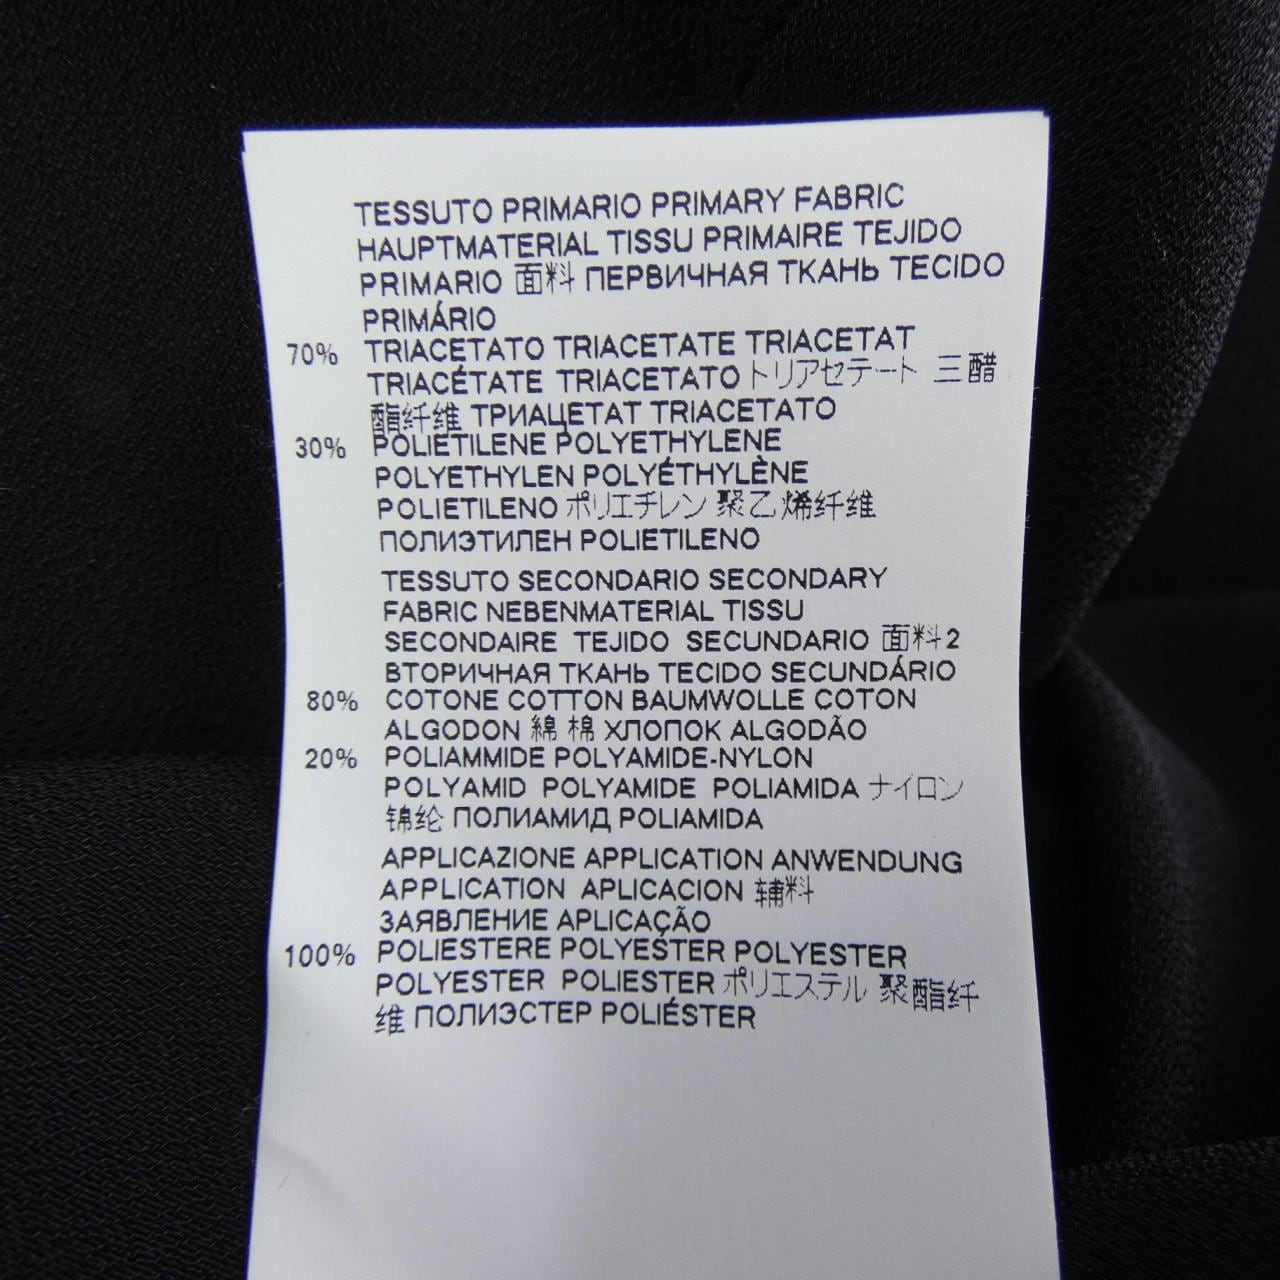 TESSUTO PRIMARIO PRIMARY FABRIC
HAUPTMATERIAL TISSU PRIMAIRE TEJIDO
PRIMARIO 面料 ПЕРВИЧНАЯ ТКАНЬ TECIDO
PRIMÁRIO
70% TRIACETATO TRIACETATE TRIACETAT
TRIACÉTATE TRIACETATO トリアセテート 三醋
酯纤维 ТРИАЦЕТАТ TRIACETATO
30% POLIETILENE POLYETHYLENE
POLYETHYLEN POLYÉTHYLÈNE
POLIETILENO ポリエチレン 聚乙烯纤维
ПОЛИЭТИЛЕН POLIETILENO
TESSUTO SECONDARIO SECONDARY
FABRIC NEBENMATERIAL TISSU
SECONDAIRE TEJIDO SECUNDARIO 面料2
ВТОРИЧНАЯ ТКАНЬ TECIDO SECUNDÁRIO
80% COTONE COTTON BAUMWOLLE COTON
ALGODON 綿 棉 ХЛОПОК ALGODÃO
20% POLIAMMIDE POLYAMIDE-NYLON
POLYAMID POLYAMIDE POLIAMIDA ナイロン
锦纶 ПОЛИАМИД POLIAMIDA
APPLICAZIONE APPLICATION ANWENDUNG
APPLICATION APLICACION 辅料
ЗАЯВЛЕНИЕ APLICAÇÃO
100% POLIESTERE POLYESTER POLYESTER
POLYESTER POLIESTER ポリエステル 聚酯纤
维 ПОЛИЭСТЕР POLIÉSTER